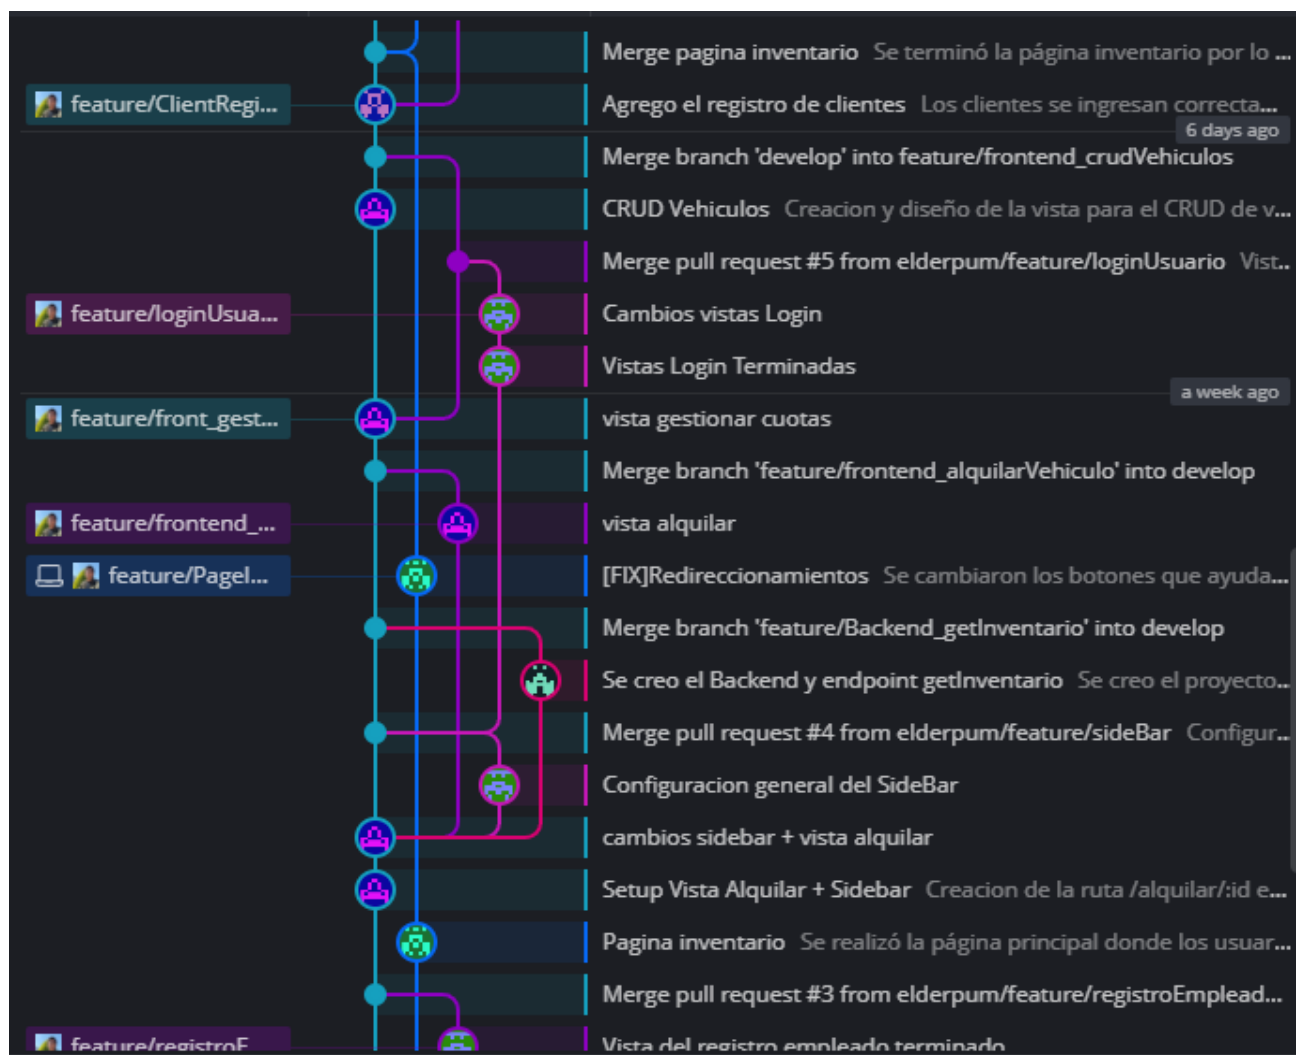 Merge pagina inventario Se terminó la página inventario por lo ...
feature/ClientRegi... Agrego el registro de clientes Los clientes se ingresan correcta...
6 days ago
Merge branch 'develop' into feature/frontend_crudVehiculos
CRUD Vehiculos Creacion y diseño de la vista para el CRUD de v...
Merge pull request #5 from elderpum/feature/loginUsuario Vist...
feature/loginUsua... Cambios vistas Login
Vistas Login Terminadas
a week ago
feature/front_gest... vista gestionar cuotas
Merge branch 'feature/frontend_alquilarVehiculo' into develop
feature/frontend_... vista alquilar
feature/PageI... [FIX]Redireccionamientos Se cambiaron los botones que ayuda...
Merge branch 'feature/Backend_getInventario' into develop
Se creo el Backend y endpoint getInventario Se creo el proyecto...
Merge pull request #4 from elderpum/feature/sideBar Configur...
Configuracion general del SideBar
cambios sidebar + vista alquilar
Setup Vista Alquilar + Sidebar Creacion de la ruta /alquilar/:id e...
Pagina inventario Se realizó la página principal donde los usuar...
Merge pull request #3 from elderpum/feature/registroEmplead...
feature/registroE... Vista del registro empleado terminado